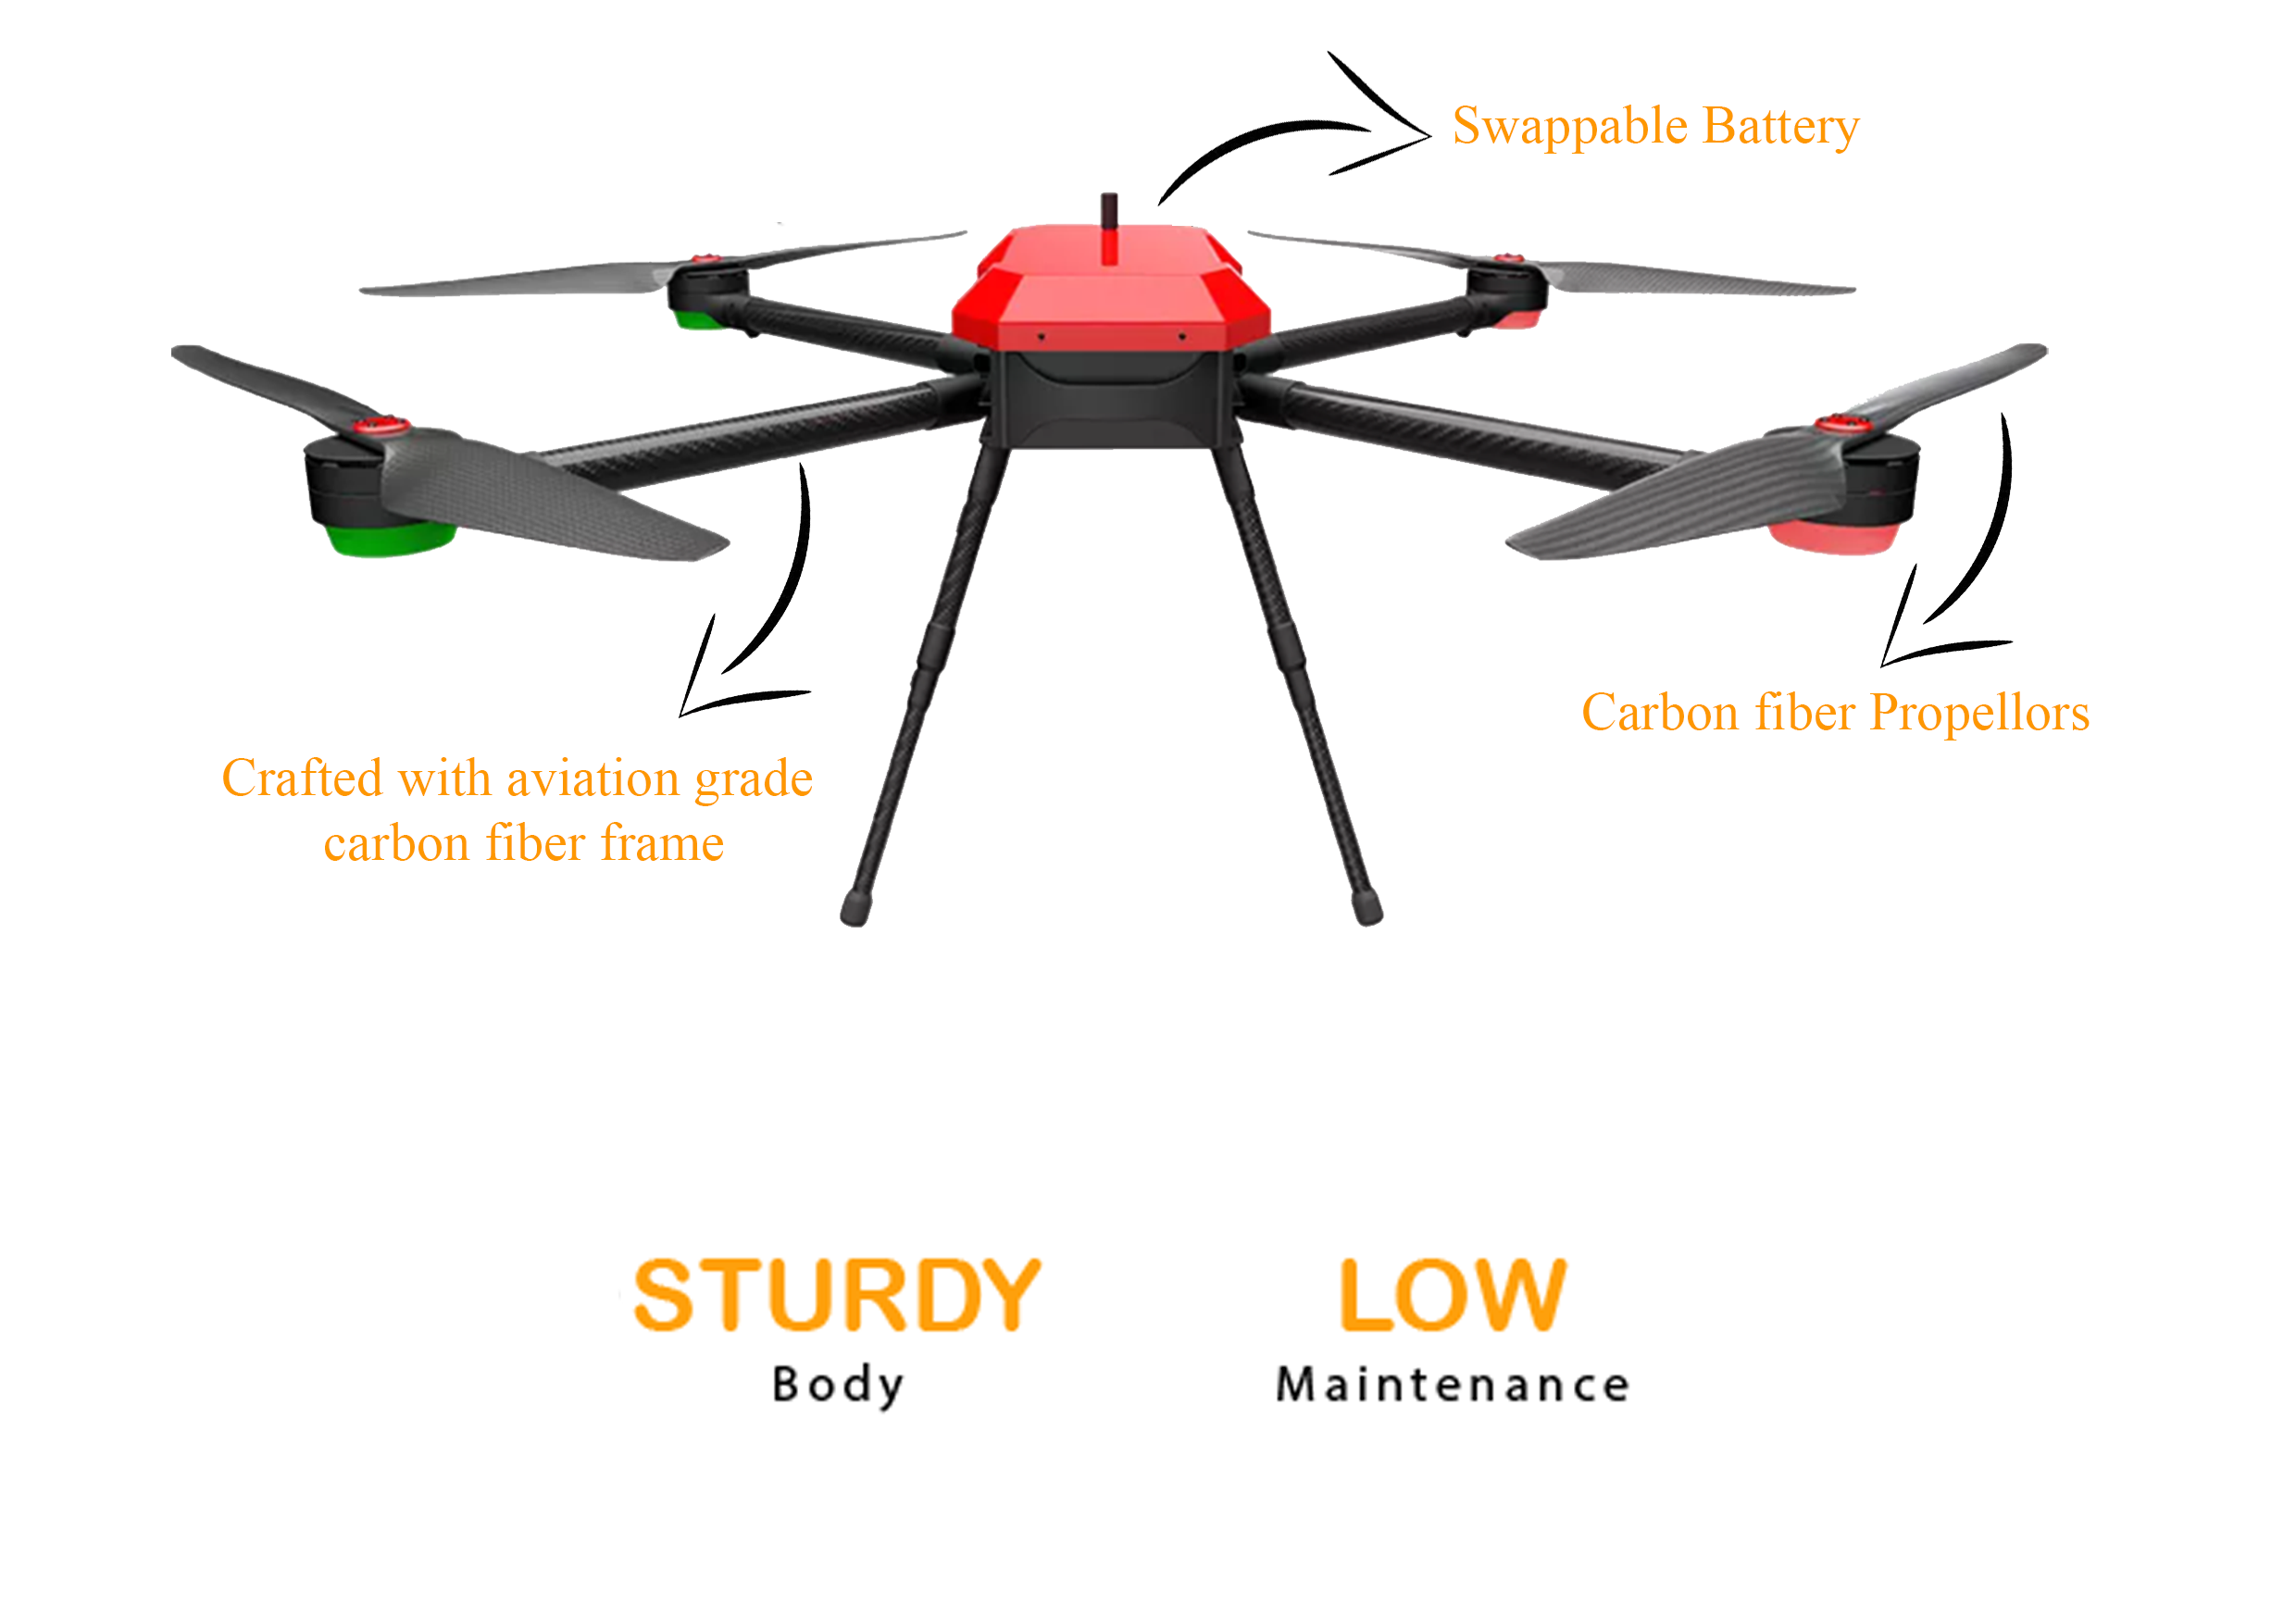 Swappable Battery
Carbon fiber Propellors
Crafted with aviation grade
carbon fiber frame
STURDY
Body
LOW
Maintenance